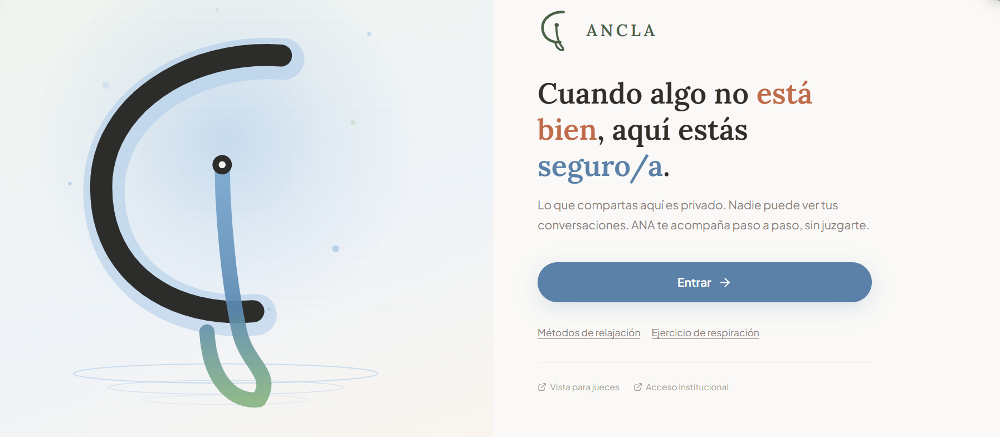 ANCLA
Cuando algo no está
bien, aquí estás
seguro/a.
Lo que compartas aquí es privado. Nadie puede ver tus
conversaciones. ANA te acompaña paso a paso, sin juzgarte.
Entrar →
Métodos de relajación Ejercicio de respiración
Vista para jueces Acceso institucional